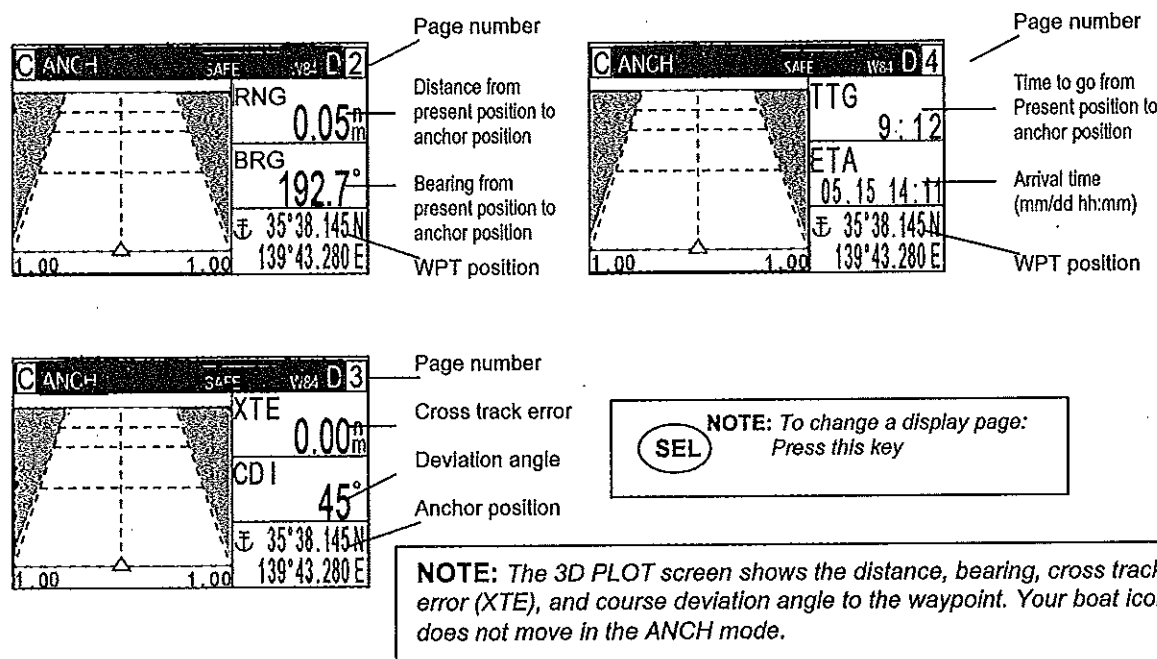 Page number
C ANCH SAFE W84 D 2
RNG
0.05 nm
BRG
192.7°
35°38.145N
139°43.280E
1.00 1.00
Distance from
present position to
anchor position
Bearing from
present position to
anchor position
WPT position
Page number
C ANCH SAFE W84 D 4
TTG
9:12
ETA
05.15 14:11
35°38.145N
139°43.280E
1.00 1.00
Time to go from
Present position to
anchor position
Arrival time
(mm/dd hh:mm)
WPT position
Page number
C ANCH SAFE W84 D 3
XTE
0.00 nm
CDI
45°
35°38.145N
139°43.280E
1.00 1.00
Cross track error
Deviation angle
Anchor position
SEL
NOTE: To change a display page:
Press this key
NOTE: The 3D PLOT screen shows the distance, bearing, cross track
error (XTE), and course deviation angle to the waypoint. Your boat ico
does not move in the ANCH mode.